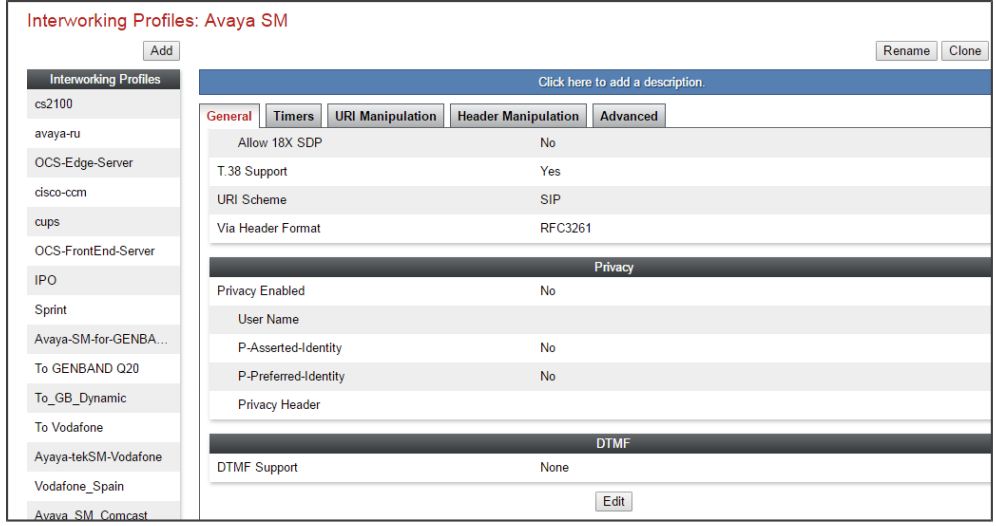 Interworking Profiles: Avaya SM
Add
Rename Clone
Interworking Profiles
cs2100
avaya-ru
OCS-Edge-Server
cisco-ccm
cups
OCS-FrontEnd-Server
IPO
Sprint
Avaya-SM-for-GENBA...
To GENBAND Q20
To_GB_Dynamic
To Vodafone
Ayaya-tekSM-Vodafone
Vodafone_Spain
Avaya_SM_Comcast
Click here to add a description.
General Timers URI Manipulation Header Manipulation Advanced
Allow 18X SDP No
T.38 Support Yes
URI Scheme SIP
Via Header Format RFC3261
Privacy
Privacy Enabled No
User Name
P-Asserted-Identity No
P-Preferred-Identity No
Privacy Header
DTMF
DTMF Support None
Edit